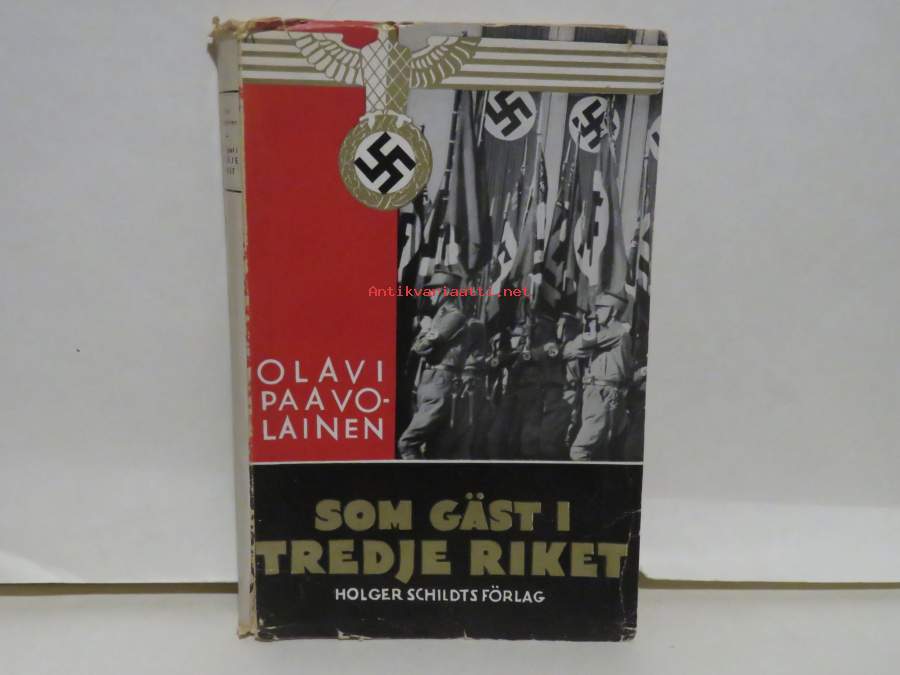 Antikvariaatti.net
OLAVI
PAAVO-
LAINEN
SOM GÄST I
TREDJE RIKET
HOLGER SCHILDTS FÖRLAG